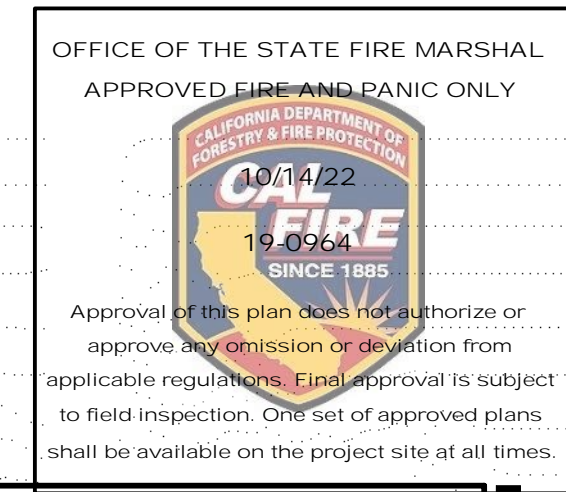 OFFICE OF THE STATE FIRE MARSHAL
APPROVED FIRE AND PANIC ONLY
CALIFORNIA DEPARTMENT OF
FORESTRY & FIRE PROTECTION
10/14/22
CAL
FIRE
19-0964
SINCE 1885
Approval of this plan does not authorize or
approve any omission or deviation from
applicable regulations. Final approval is subject
to field inspection. One set of approved plans
shall be available on the project site at all times.